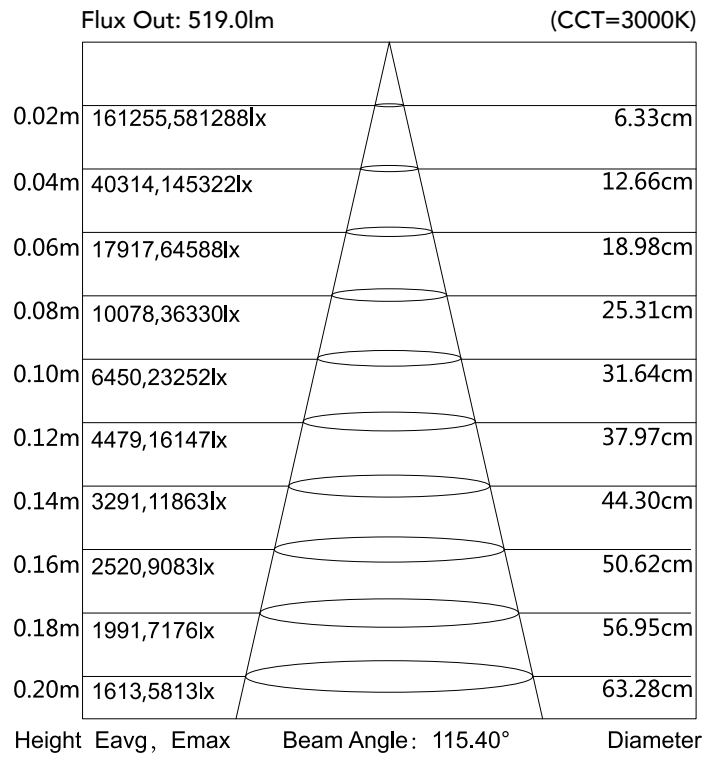 Flux Out: 519.0lm (CCT=3000K)
0.02m 161255,581288lx 6.33cm
0.04m 40314,145322lx 12.66cm
0.06m 17917,64588lx 18.98cm
0.08m 10078,36330lx 25.31cm
0.10m 6450,23252lx 31.64cm
0.12m 4479,16147lx 37.97cm
0.14m 3291,11863lx 44.30cm
0.16m 2520,9083lx 50.62cm
0.18m 1991,7176lx 56.95cm
0.20m 1613,5813lx 63.28cm
Height Eavg, Emax Beam Angle: 115.40° Diameter